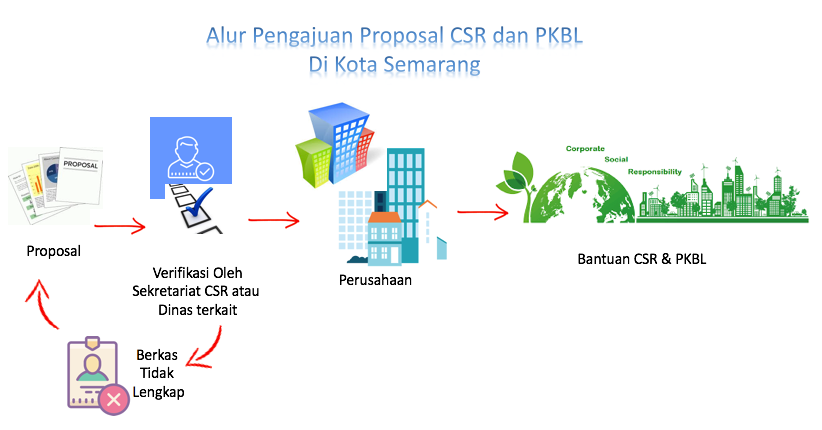 Alur Pengajuan Proposal CSR dan PKBL
Di Kota Semarang
PROPOSAL
Proposal
Verifikasi Oleh
Sekretariat CSR atau
Dinas terkait
Berkas
Tidak
Lengkap
Perusahaan
Corporate
Social
Responsibility
Bantuan CSR & PKBL